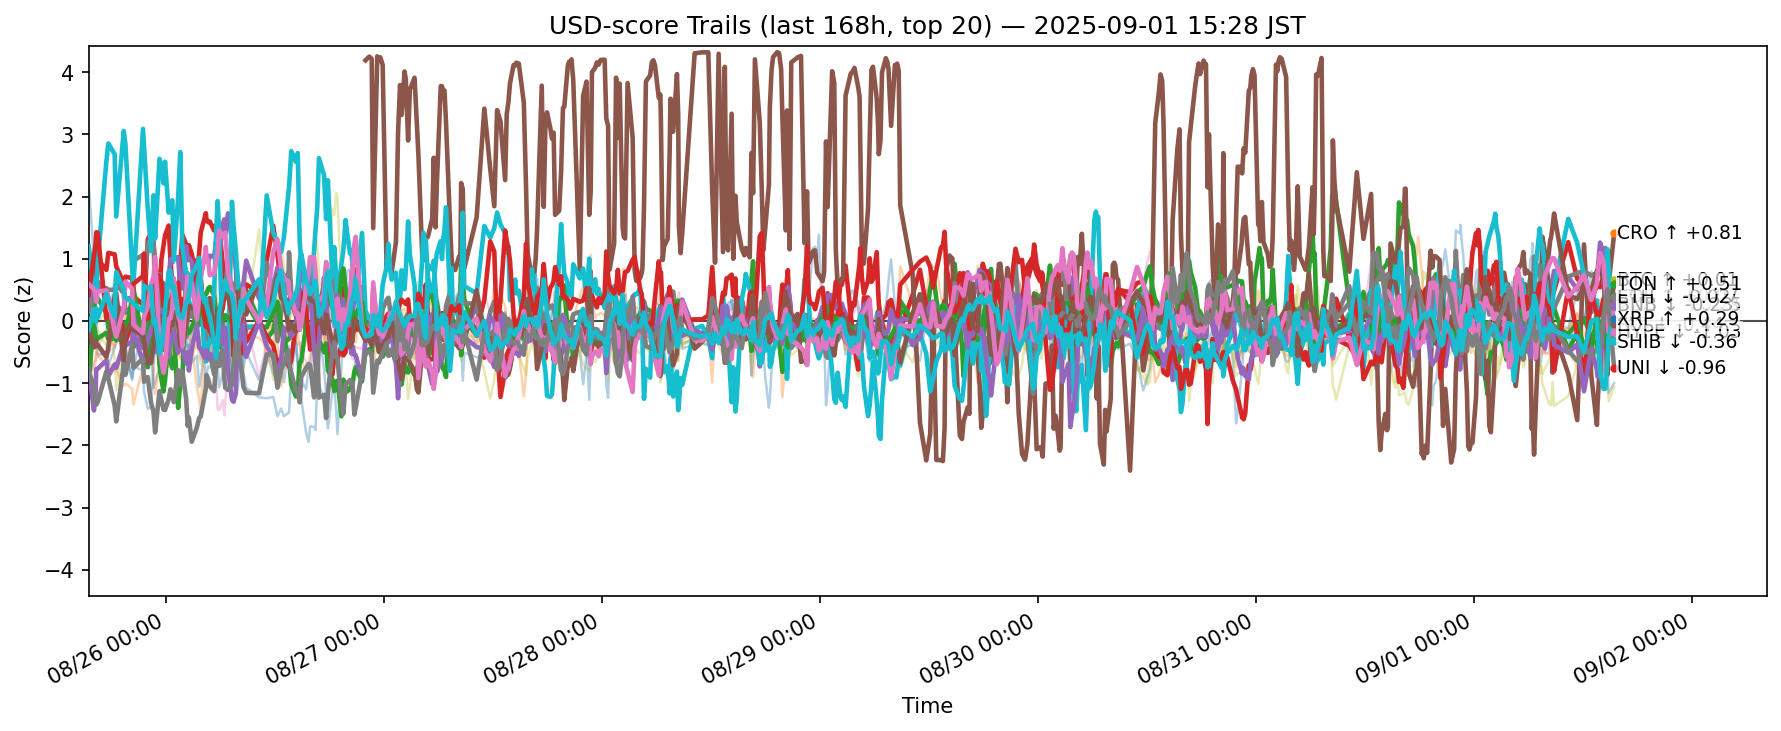 USD-score Trails (last 168h, top 20) — 2025-09-01 15:28 JST
Score (z)
4
3
2
1
0
−1
−2
−3
−4
CRO ↑ +0.81
TON ↑ +0.51
ETH ↓ -0.02
XRP ↑ +0.29
SHIB ↓ -0.36
UNI ↓ -0.96
08/26 00:00
08/27 00:00
08/28 00:00
08/29 00:00
08/30 00:00
08/31 00:00
09/01 00:00
09/02 00:00
Time